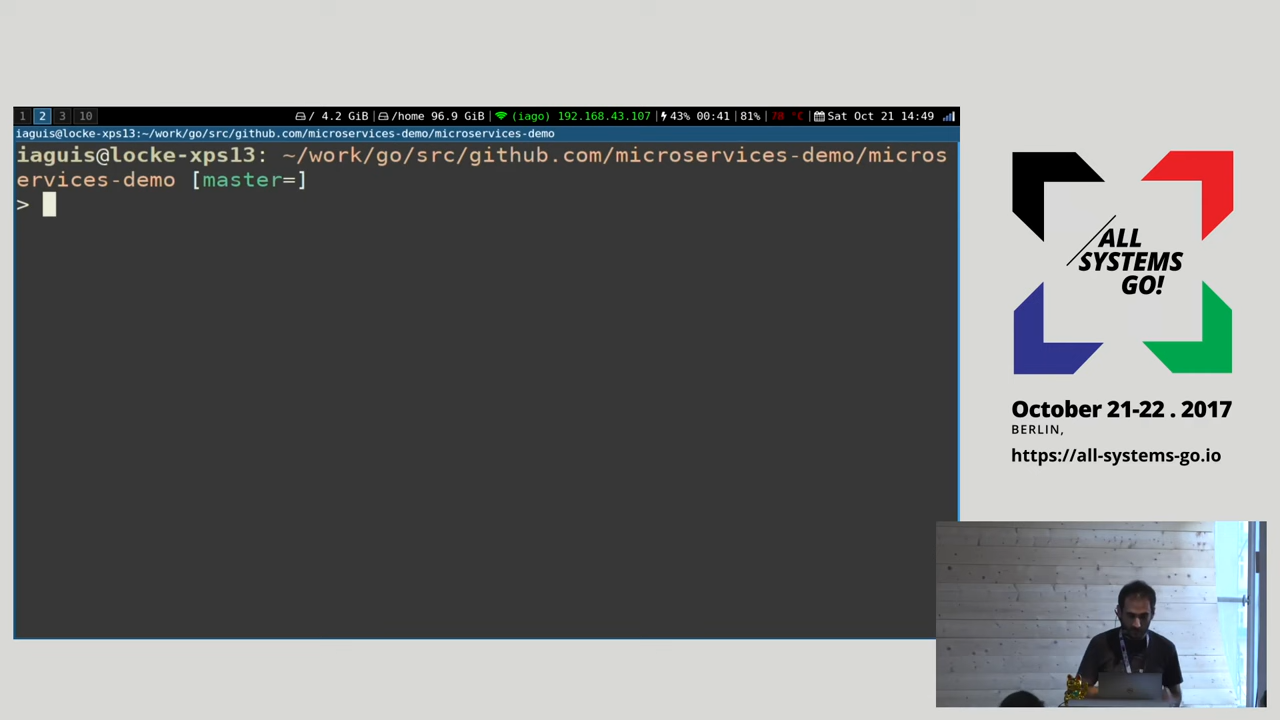 1 2 3 10 / 4.2 GiB | /home 96.9 GiB | (iago) 192.168.43.107 | 43% 00:41 | 81% | 78 °C | Sat Oct 21 14:49
iaguis@locke-xps13:~/work/go/src/github.com/microservices-demo/microservices-demo
iaguis@locke-xps13: ~/work/go/src/github.com/microservices-demo/micros
ervices-demo [master=]
>
ALL
SYSTEMS
GO!
October 21-22 . 2017
BERLIN,
https://all-systems-go.io